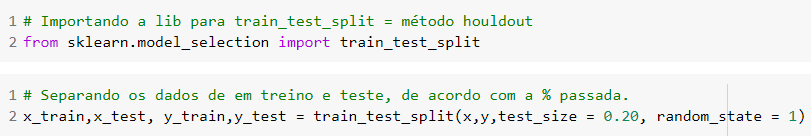 1 # Importando a lib para train_test_split = método houldout
2 from sklearn.model_selection import train_test_split
1 # Separando os dados de em treino e teste, de acordo com a % passada.
2 x_train,x_test, y_train,y_test = train_test_split(x,y,test_size = 0.20, random_state = 1)